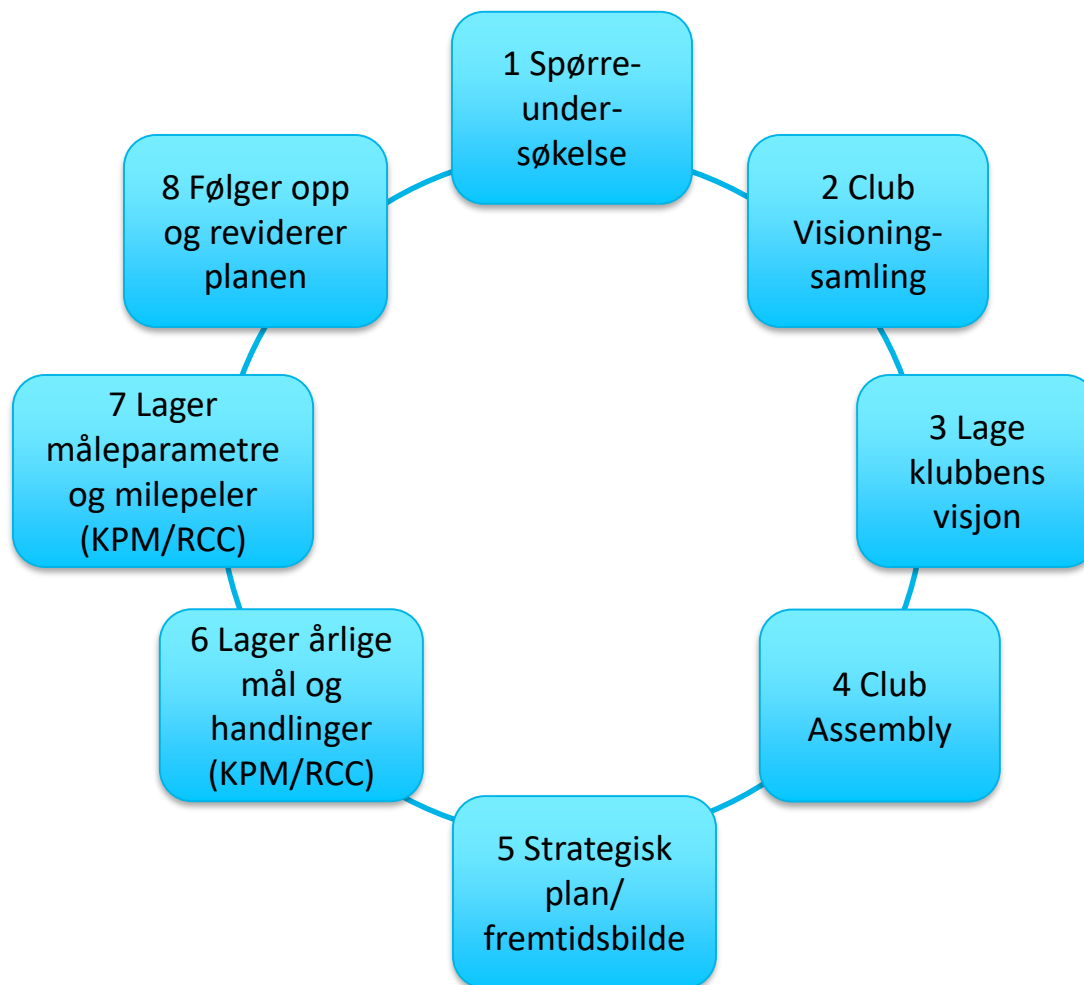 1 Spørre-
under-
søkelse
2 Club
Visioning-
samling
3 Lage
klubbens
visjon
4 Club
Assembly
5 Strategisk
plan/
fremtidsbilde
6 Lager årlige
mål og
handlinger
(KPM/RCC)
7 Lager
måleparametre
og milepeler
(KPM/RCC)
8 Følger opp
og reviderer
planen